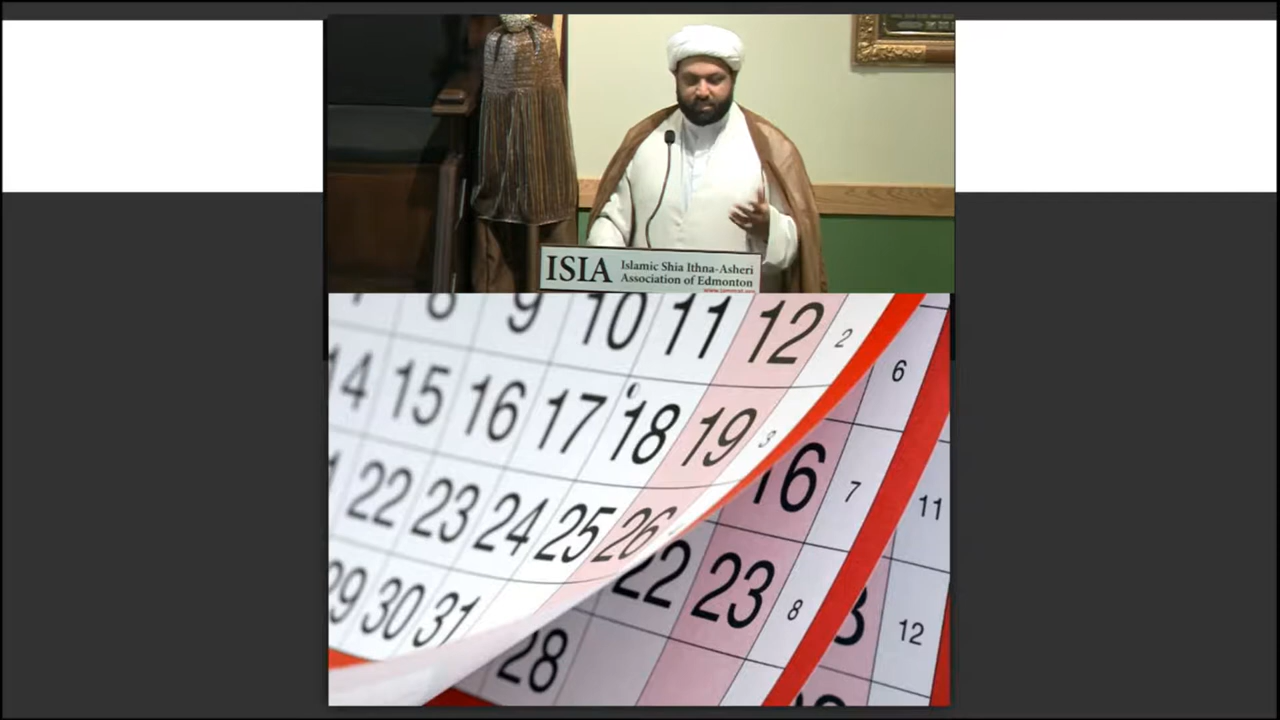 ISIA Islamic Shia Ithna-Asheri
Association of Edmonton
8 9 10 11 12 2 6
14 15 16 17 18 19 3 16 7 11
22 23 24 25 26 22 23 8 12
29 30 31 28